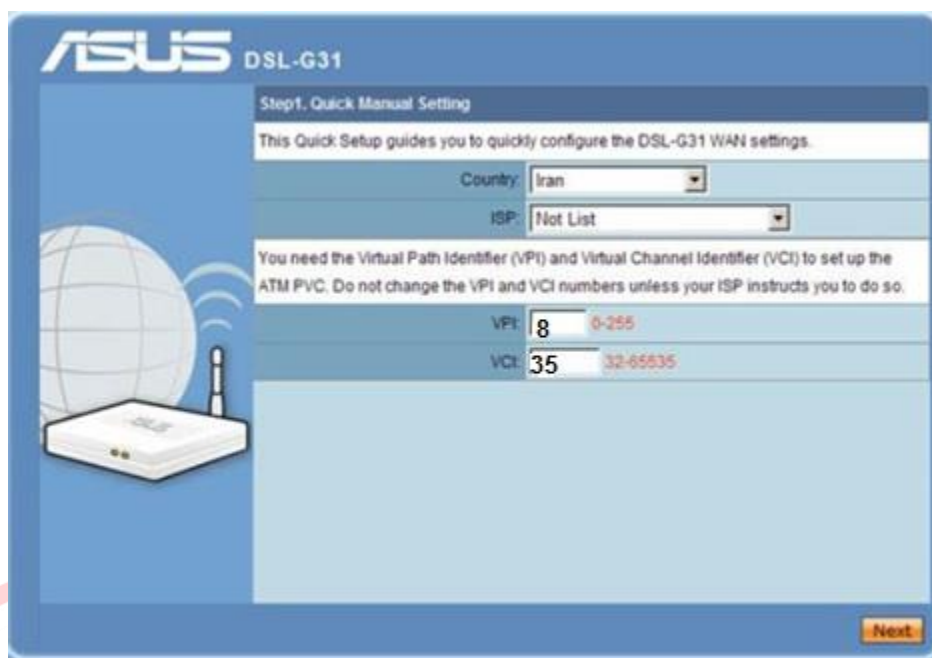 ASUS DSL-G31
Step1. Quick Manual Setting
This Quick Setup guides you to quickly configure the DSL-G31 WAN settings.
Country: Iran
ISP: Not List
You need the Virtual Path Identifier (VPI) and Virtual Channel Identifier (VCI) to set up the
ATM PVC. Do not change the VPI and VCI numbers unless your ISP instructs you to do so.
VPI: 8 0-255
VCI: 35 32-65535
ASUS
Next